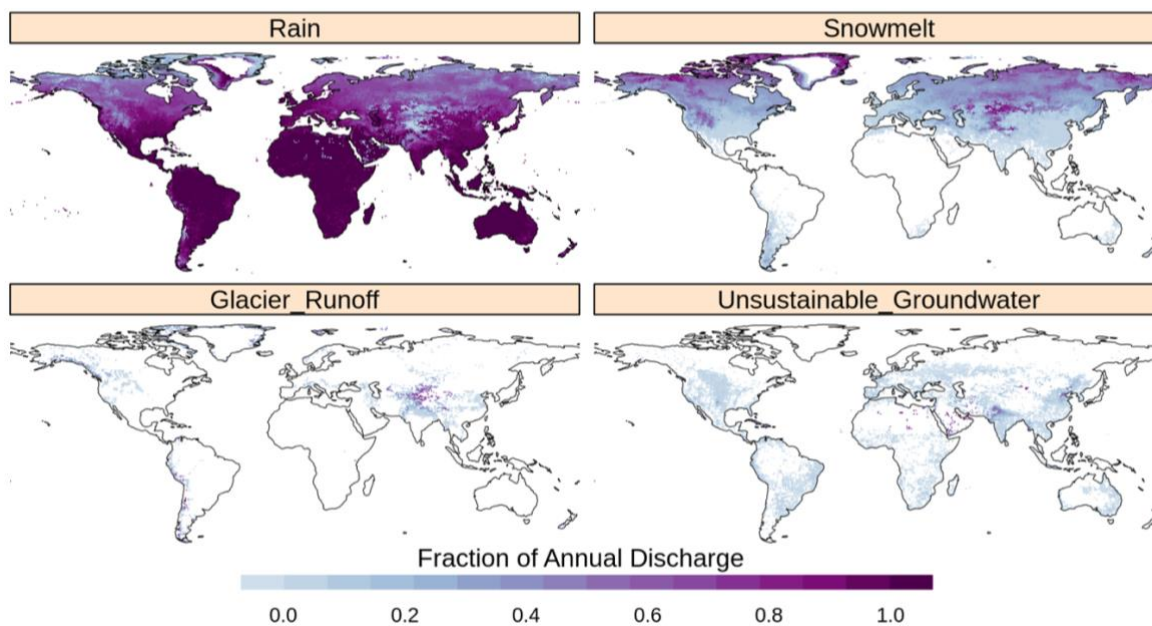 Rain
Snowmelt
Glacier_Runoff
Unsustainable_Groundwater
Fraction of Annual Discharge
0.0 0.2 0.4 0.6 0.8 1.0